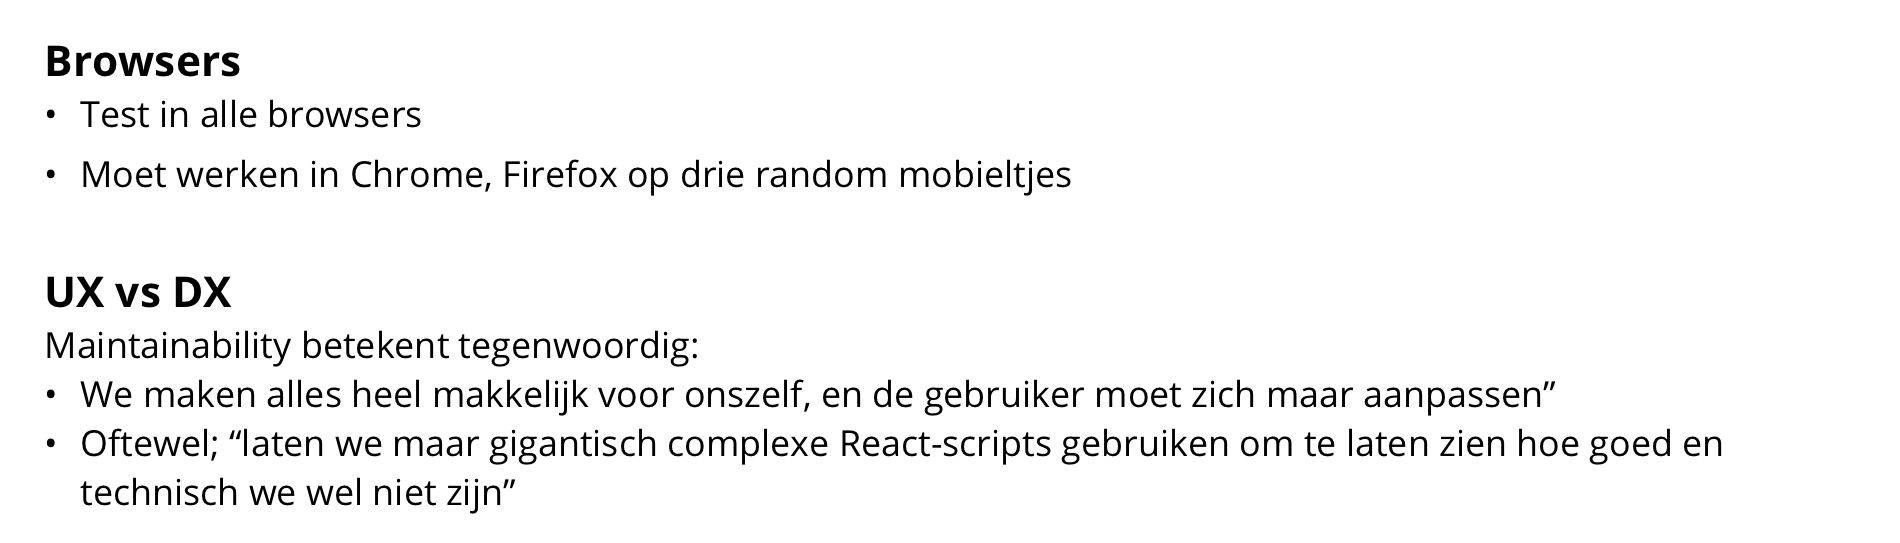 Browsers
• Test in alle browsers
• Moet werken in Chrome, Firefox op drie random mobieltjes
UX vs DX
Maintainability betekent tegenwoordig:
• We maken alles heel makkelijk voor onszelf, en de gebruiker moet zich maar aanpassen”
• Oftewel; “laten we maar gigantisch complexe React-scripts gebruiken om te laten zien hoe goed en
technisch we wel niet zijn”